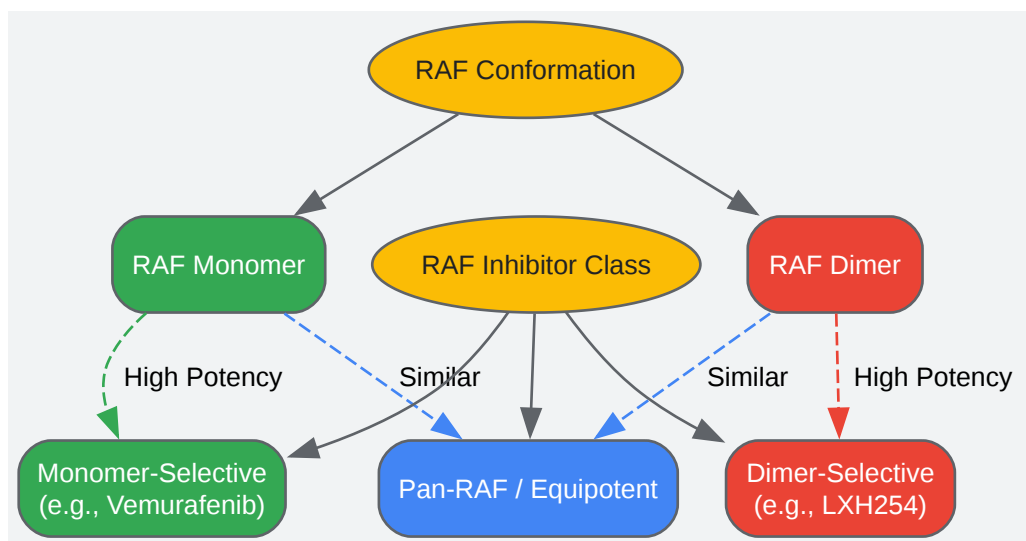 RAF Conformation
RAF Monomer
RAF Inhibitor Class
RAF Dimer
High Potency
Similar
Similar
High Potency
Monomer-Selective
(e.g., Vemurafenib)
Pan-RAF / Equipotent
Dimer-Selective
(e.g., LXH254)